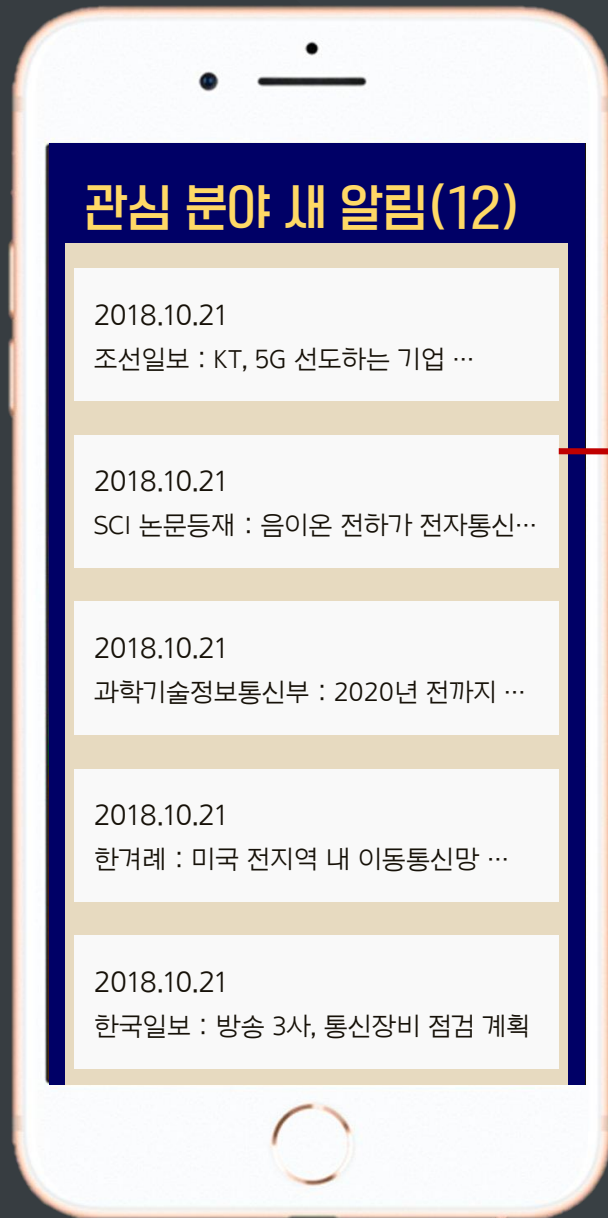 관심 분야 새 알림(12)
2018.10.21
조선일보 : KT, 5G 선도하는 기업 …
2018.10.21
SCI 논문등재 : 음이온 전하가 전자통신…
2018.10.21
과학기술정보통신부 : 2020년 전까지 …
2018.10.21
한겨레 : 미국 전지역 내 이동통신망 …
2018.10.21
한국일보 : 방송 3사, 통신장비 점검 계획